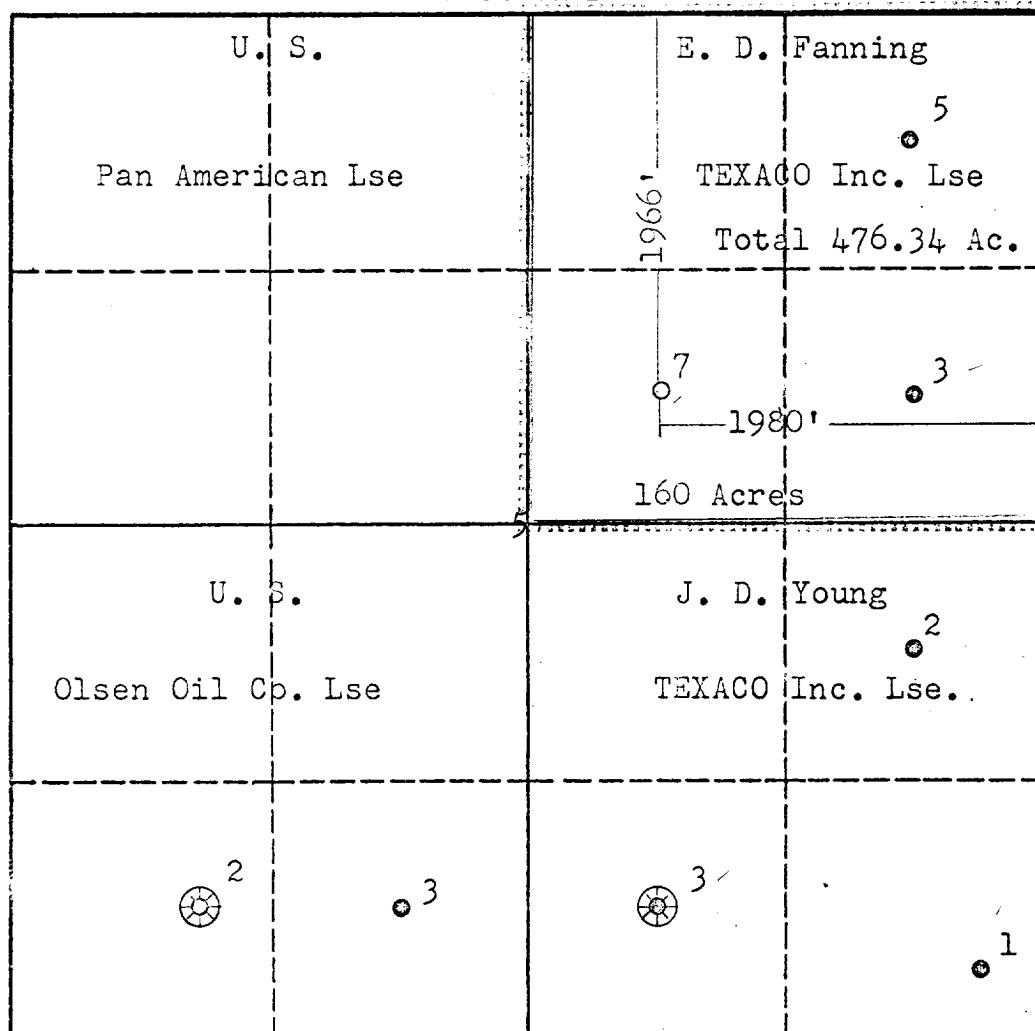 U. S.
Pan American Lse
E. D. Fanning
5
TEXACO Inc. Lse
Total 476.34 Ac.
1966'
7
3
1980'
160 Acres
5
U. S.
Olsen Oil Co. Lse
2
3
J. D. Young
2
TEXACO Inc. Lse.
3
1